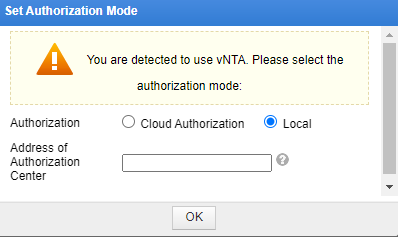 Set Authorization Mode
You are detected to use vNTA. Please select the
authorization mode:
Authorization Cloud Authorization Local
Address of
Authorization
Center
?
OK